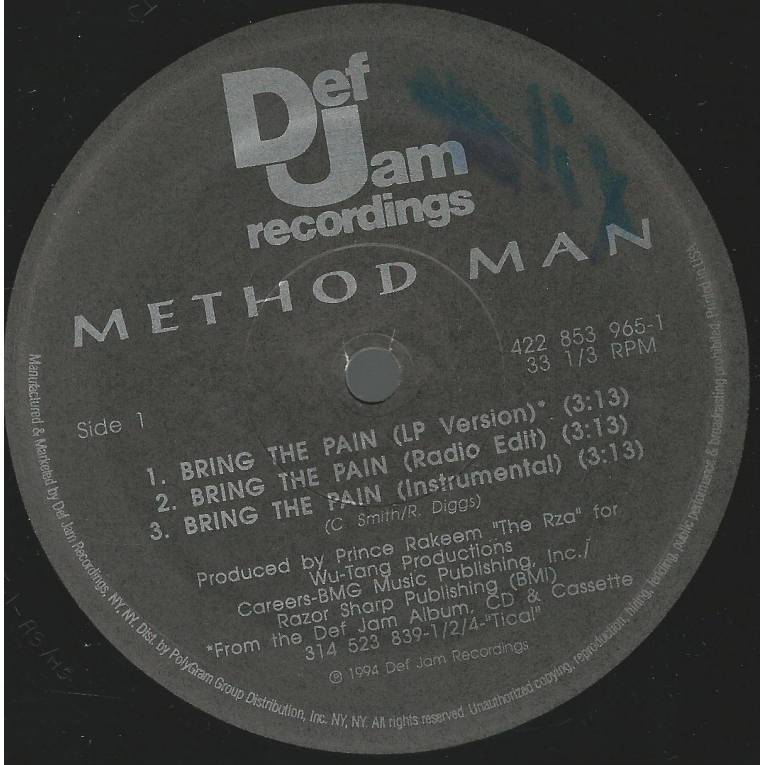 Def
Jam
recordings
METHOD MAN
422 853 965-1
33 1/3 RPM
Side 1
1. BRING THE PAIN (LP Version)* (3:13)
2. BRING THE PAIN (Radio Edit) (3:13)
3. BRING THE PAIN (Instrumental) (3:13)
(C. Smith/R. Diggs)
Produced by Prince Rakeem "The Rza" for
Wu-Tang Productions
Careers-BMG Music Publishing, Inc./
Razor Sharp Publishing (BMI)
*From the Def Jam Album, CD & Cassette
314 523 839-1/2/4-"Tical"
℗ 1994 Def Jam Recordings
Manufactured & Marketed by Def Jam Recordings, NY, NY. Dist. by PolyGram Group Distribution, Inc. NY, NY. All rights reserved. Unauthorized copying, reproduction, hiring, lending, public performance & broadcasting prohibited. Printed in USA.